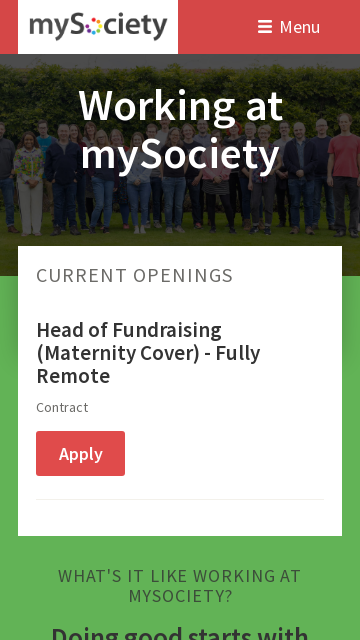 mySociety
Menu
Working at
mySociety
CURRENT OPENINGS
Head of Fundraising
(Maternity Cover) - Fully
Remote
Contract
Apply
WHAT'S IT LIKE WORKING AT
MYSOCIETY?
Doing good starts with